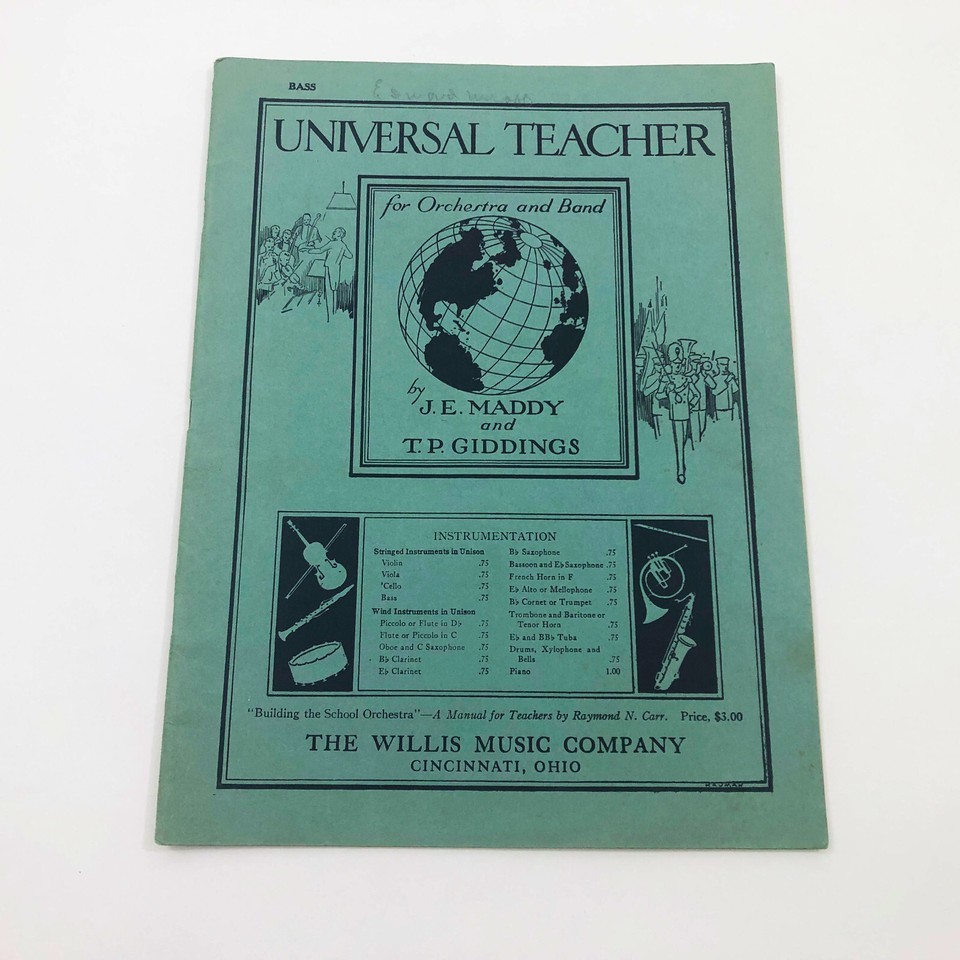 BASS
UNIVERSAL TEACHER
for Orchestra and Band
by
J. E. MADDY
and
T. P. GIDDINGS
INSTRUMENTATION
Stringed Instruments in Unison
Violin .75
Viola .75
'Cello .75
Bass .75
Wind Instruments in Unison
Piccolo or Flute in D♭ .75
Flute or Piccolo in C .75
Oboe and C Saxophone .75
B♭ Clarinet .75
E♭ Clarinet .75
B♭ Saxophone .75
Bassoon and E♭ Saxophone .75
French Horn in F .75
E♭ Alto or Mellophone .75
B♭ Cornet or Trumpet .75
Trombone and Baritone or
Tenor Horn .75
E♭ and BB♭ Tuba .75
Drums, Xylophone and
Bells .75
Piano 1.00
"Building the School Orchestra"—A Manual for Teachers by Raymond N. Carr. Price, $3.00
THE WILLIS MUSIC COMPANY
CINCINNATI, OHIO